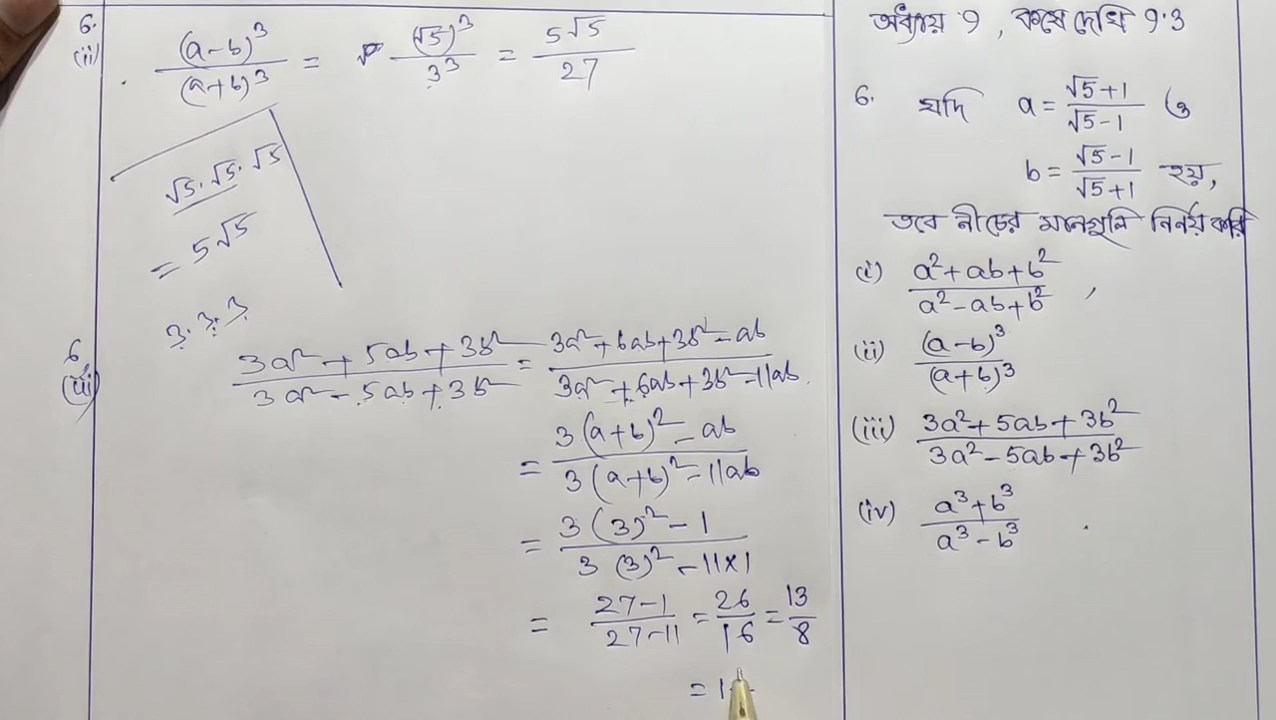 6.
(ii) (a-b)³/(a+b)³ = (√5)³/3³ = 5√5/27
√5·√5·√5
= 5√5
3·3·3
6.
(iii) 3a²+5ab+3b²/3a²-5ab+3b² = 3a²+6ab+3b²-ab/3a²+6ab+3b²-11ab
= 3(a+b)²-ab/3(a+b)²-11ab
= 3(3)²-1/3(3)²-11×1
= 27-1/27-11 = 26/16 = 13/8
= 1
অধ্যায় 9, কষে দেখি 9.3
6. যদি a = √5+1/√5-1 ও
b = √5-1/√5+1 হয়,
তবে নীচের মানগুলি নির্ণয় করি
(i) a²+ab+b²/a²-ab+b² ,
(ii) (a-b)³/(a+b)³
(iii) 3a²+5ab+3b²/3a²-5ab+3b²
(iv) a³+b³/a³-b³ .